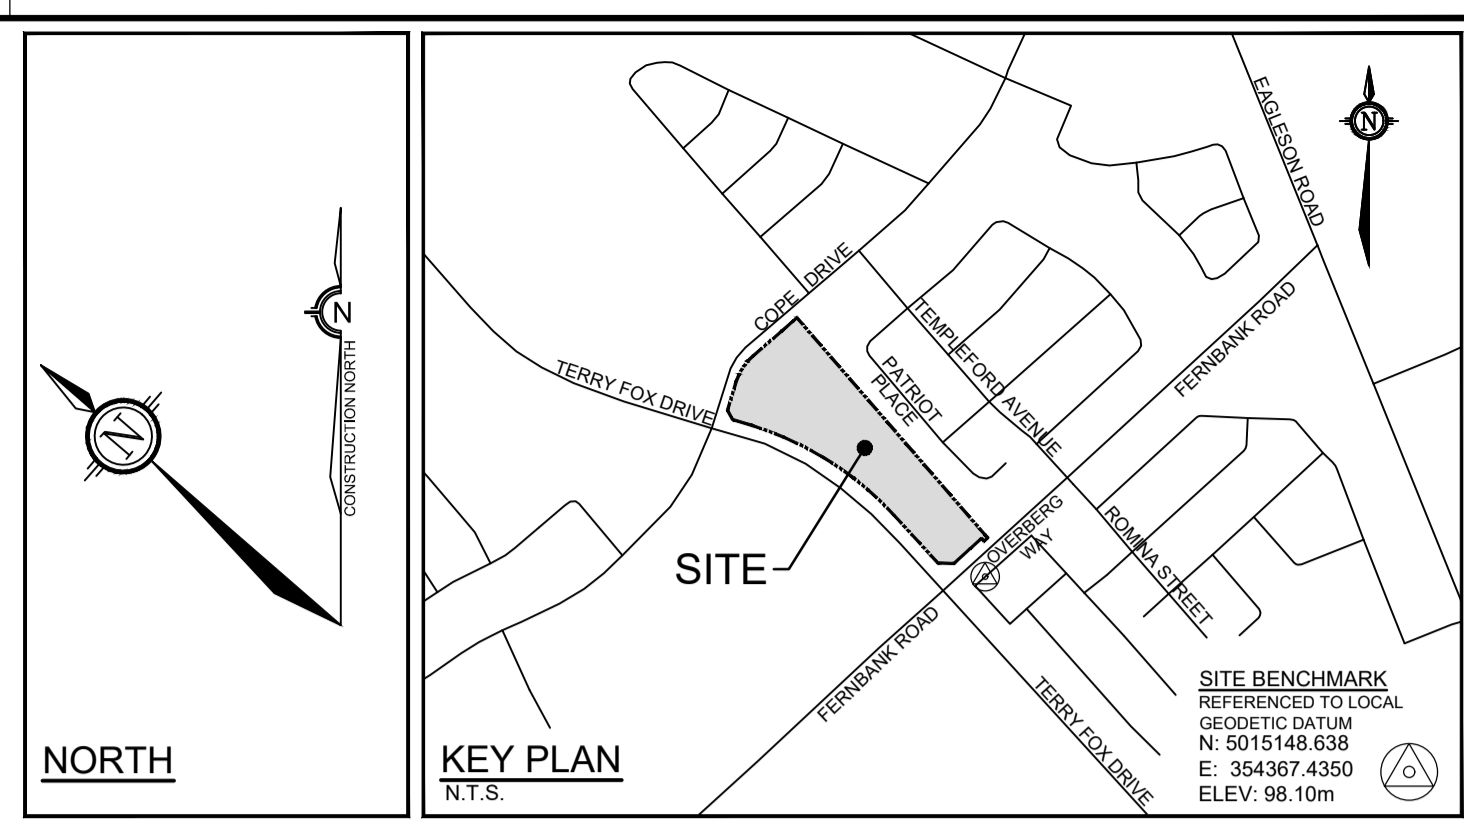 N
N
CONSTRUCTION NORTH
NORTH
EAGLESON ROAD
N
COPE DRIVE
TERRY FOX DRIVE
TEMPLEFORD AVENUE
PATRIOT
PLACE
FERNBANK ROAD
SITE
OVERBERG
WAY
ROMINA STREET
FERNBANK ROAD
TERRY FOX DRIVE
KEY PLAN
N.T.S.
SITE BENCHMARK
REFERENCED TO LOCAL
GEODETIC DATUM
N: 5015148.638
E: 354367.4350
ELEV: 98.10m